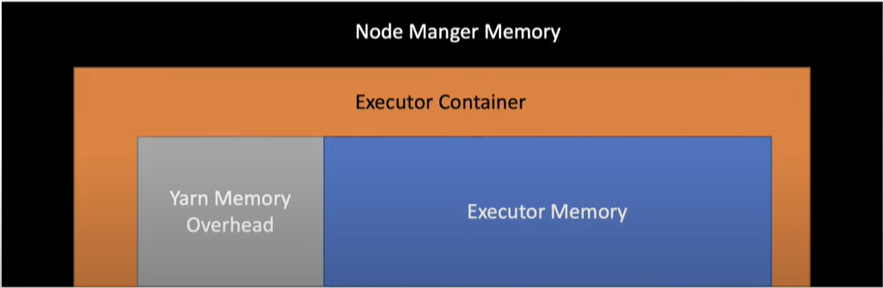 Node Manger Memory
Executor Container
Yarn Memory
Overhead
Executor Memory